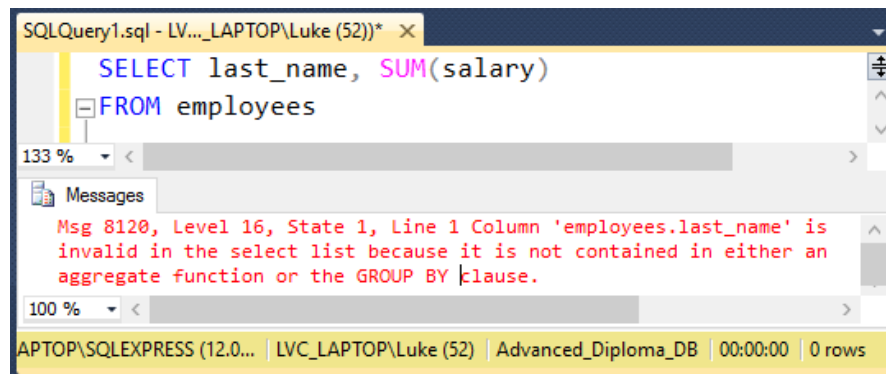 SQLQuery1.sql - LV..._LAPTOP\Luke (52))*
SELECT last_name, SUM(salary)
FROM employees
133 %
Messages
Msg 8120, Level 16, State 1, Line 1 Column 'employees.last_name' is
invalid in the select list because it is not contained in either an
aggregate function or the GROUP BY clause.
100 %
APTOP\SQLEXPRESS (12.0... LVC_LAPTOP\Luke (52) Advanced_Diploma_DB 00:00:00 0 rows